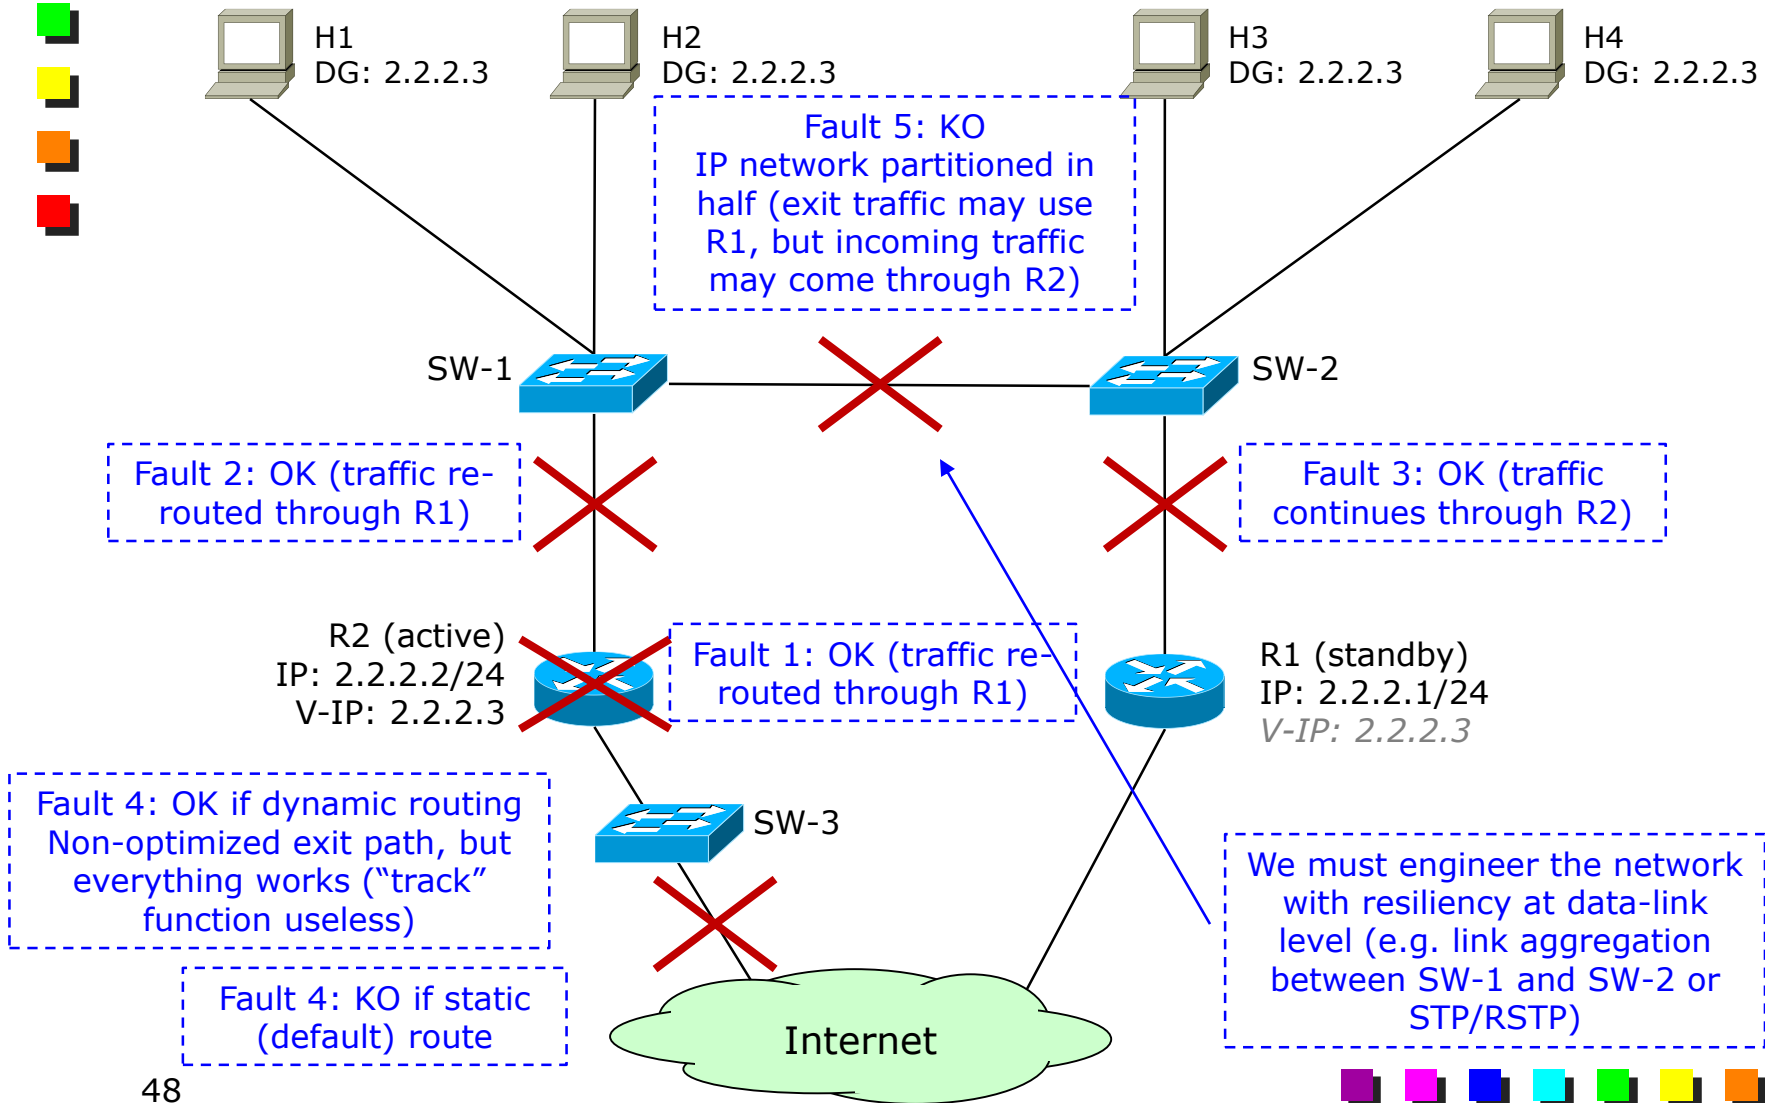 H1
DG: 2.2.2.3
H2
DG: 2.2.2.3
H3
DG: 2.2.2.3
H4
DG: 2.2.2.3
Fault 5: KO
IP network partitioned in
half (exit traffic may use
R1, but incoming traffic
may come through R2)
SW-1
SW-2
Fault 2: OK (traffic re-
routed through R1)
Fault 3: OK (traffic
continues through R2)
R2 (active)
IP: 2.2.2.2/24
V-IP: 2.2.2.3
Fault 1: OK (traffic re-
routed through R1)
R1 (standby)
IP: 2.2.2.1/24
V-IP: 2.2.2.3
Fault 4: OK if dynamic routing
Non-optimized exit path, but
everything works (“track”
function useless)
SW-3
We must engineer the network
with resiliency at data-link
level (e.g. link aggregation
between SW-1 and SW-2 or
STP/RSTP)
Fault 4: KO if static
(default) route
Internet
48